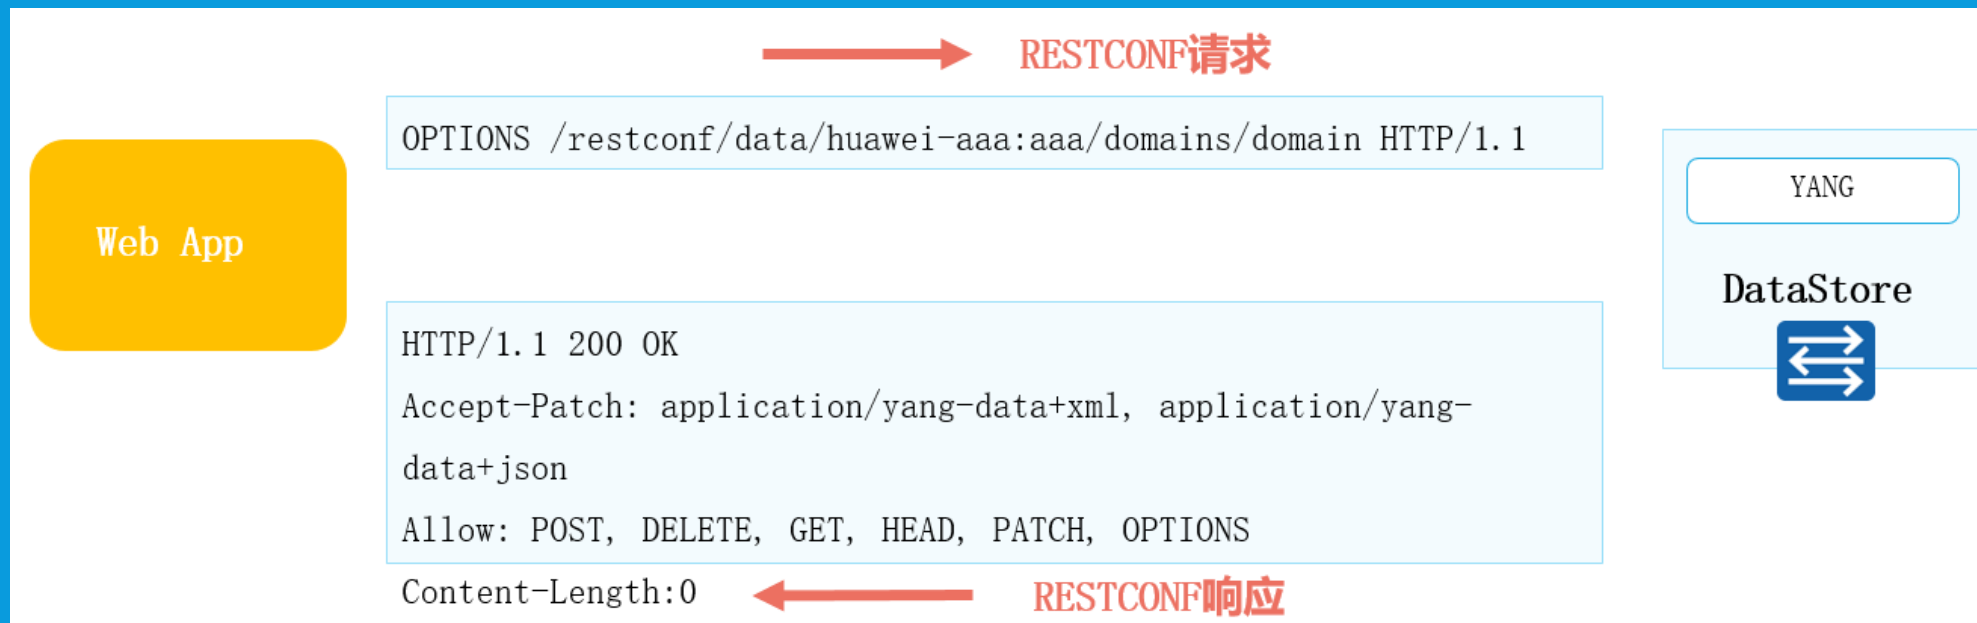 RESTCONF请求
OPTIONS /restconf/data/huawei-aaa:aaa/domains/domain HTTP/1.1
Web App
YANG
DataStore
HTTP/1.1 200 OK
Accept-Patch: application/yang-data+xml, application/yang-
data+json
Allow: POST, DELETE, GET, HEAD, PATCH, OPTIONS
Content-Length:0
RESTCONF响应